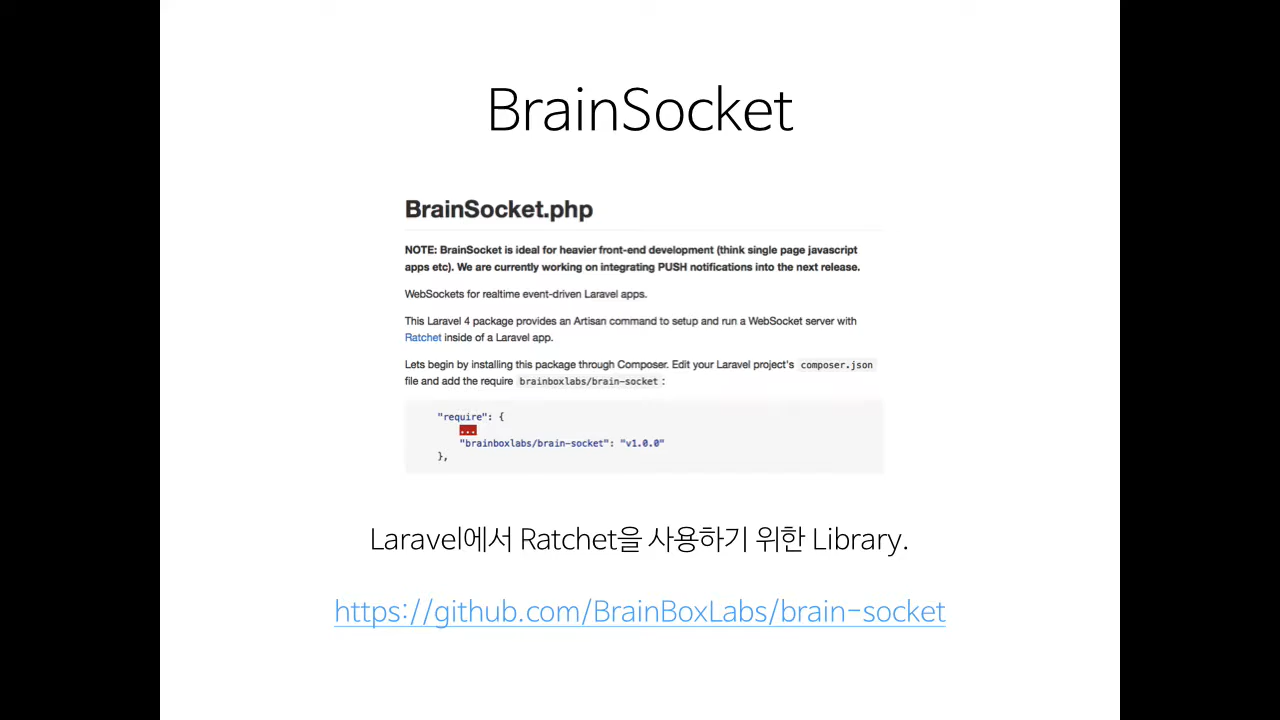 BrainSocket
BrainSocket.php
NOTE: BrainSocket is ideal for heavier front-end development (think single page javascript
apps etc). We are currently working on integrating PUSH notifications into the next release.
WebSockets for realtime event-driven Laravel apps.
This Laravel 4 package provides an Artisan command to setup and run a WebSocket server with
Ratchet inside of a Laravel app.
Lets begin by installing this package through Composer. Edit your Laravel project's composer.json
file and add the require brainboxlabs/brain-socket :
"require": {
...
"brainboxlabs/brain-socket": "v1.0.0"
},
Laravel에서 Ratchet을 사용하기 위한 Library.
https://github.com/BrainBoxLabs/brain-socket